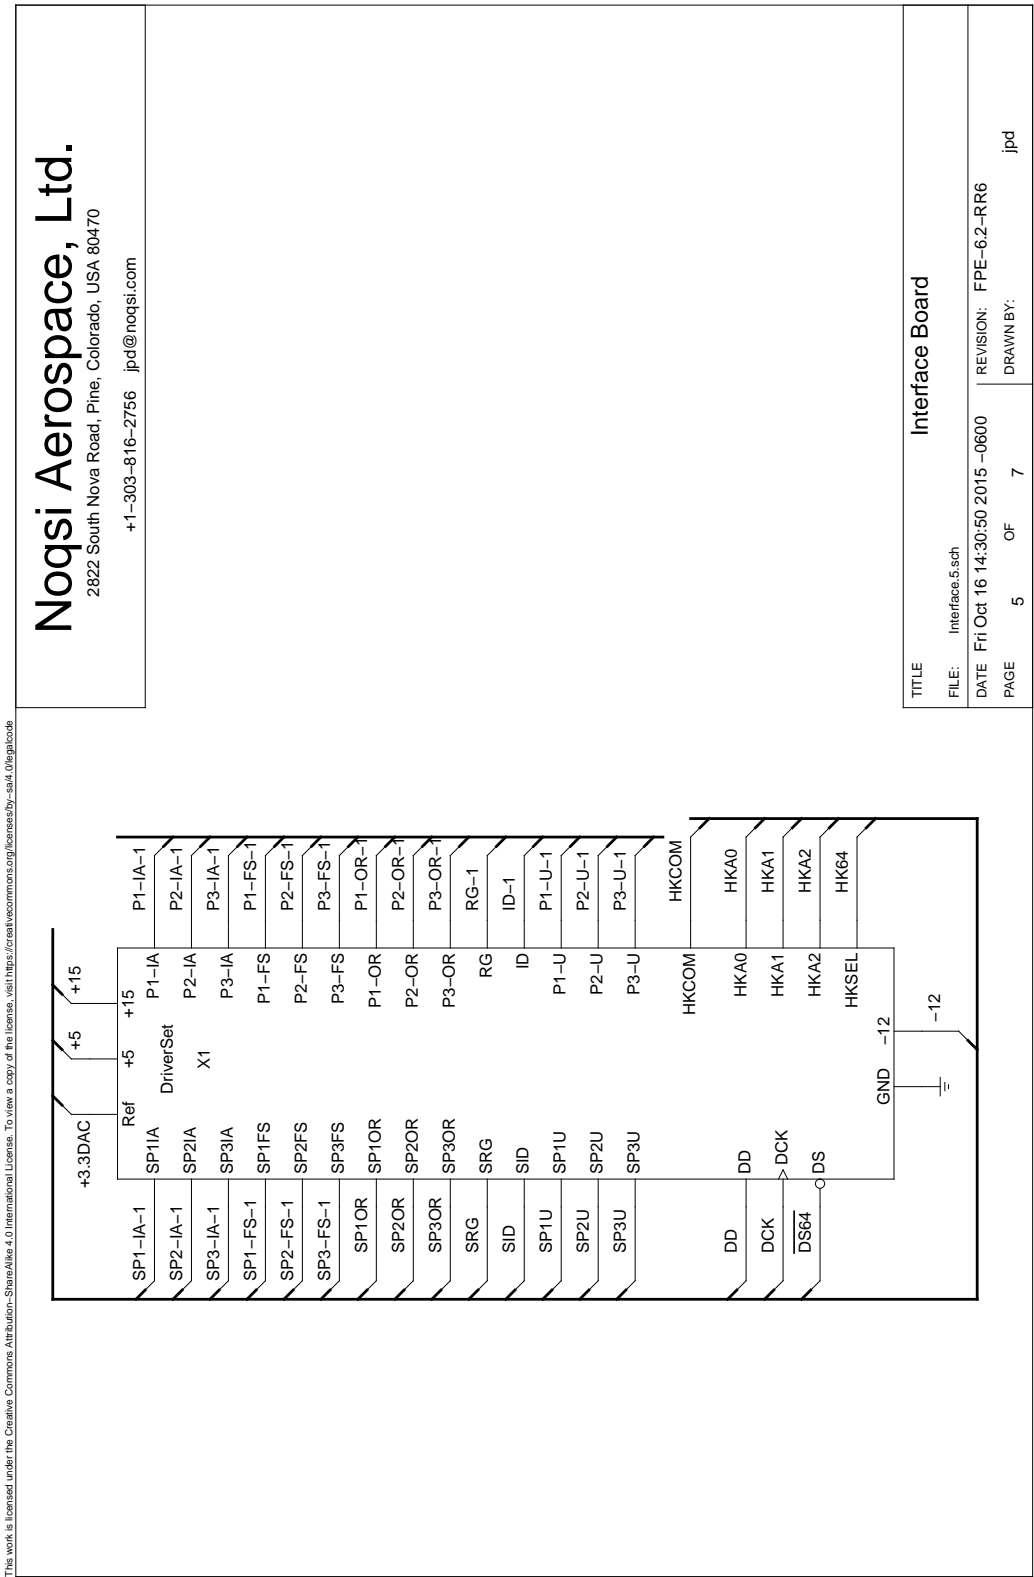 This work is licensed under the Creative Commons Attribution−ShareAlike 4.0 International License. To view a copy of the license, visit https://creativecommons.org/licenses/by−sa/4.0/legalcode
Noqsi Aerospace, Ltd.
2822 South Nova Road, Pine, Colorado, USA 80470
+1−303−816−2756 jpd@noqsi.com
+3.3DAC
+5
+15
Ref
+5
+15
DriverSet
X1
SP1−IA−1 SP1IA P1−IA P1−IA−1
SP2−IA−1 SP2IA P2−IA P2−IA−1
SP3−IA−1 SP3IA P3−IA P3−IA−1
SP1−FS−1 SP1FS P1−FS P1−FS−1
SP2−FS−1 SP2FS P2−FS P2−FS−1
SP3−FS−1 SP3FS P3−FS P3−FS−1
SP1OR SP1OR P1−OR P1−OR−1
SP2OR SP2OR P2−OR P2−OR−1
SP3OR SP3OR P3−OR P3−OR−1
SRG SRG RG RG−1
SID SID ID ID−1
SP1U SP1U P1−U P1−U−1
SP2U SP2U P2−U P2−U−1
SP3U SP3U P3−U P3−U−1
HKCOM HKCOM
DD DD HKA0 HKA0
DCK DCK HKA1 HKA1
DS64 DS HKA2 HKA2
HKSEL HK64
GND −12
−12
TITLE
Interface Board
FILE: Interface.5.sch
DATE Fri Oct 16 14:30:50 2015 −0600 REVISION: FPE−6.2−RR6
PAGE 5 OF 7 DRAWN BY: jpd